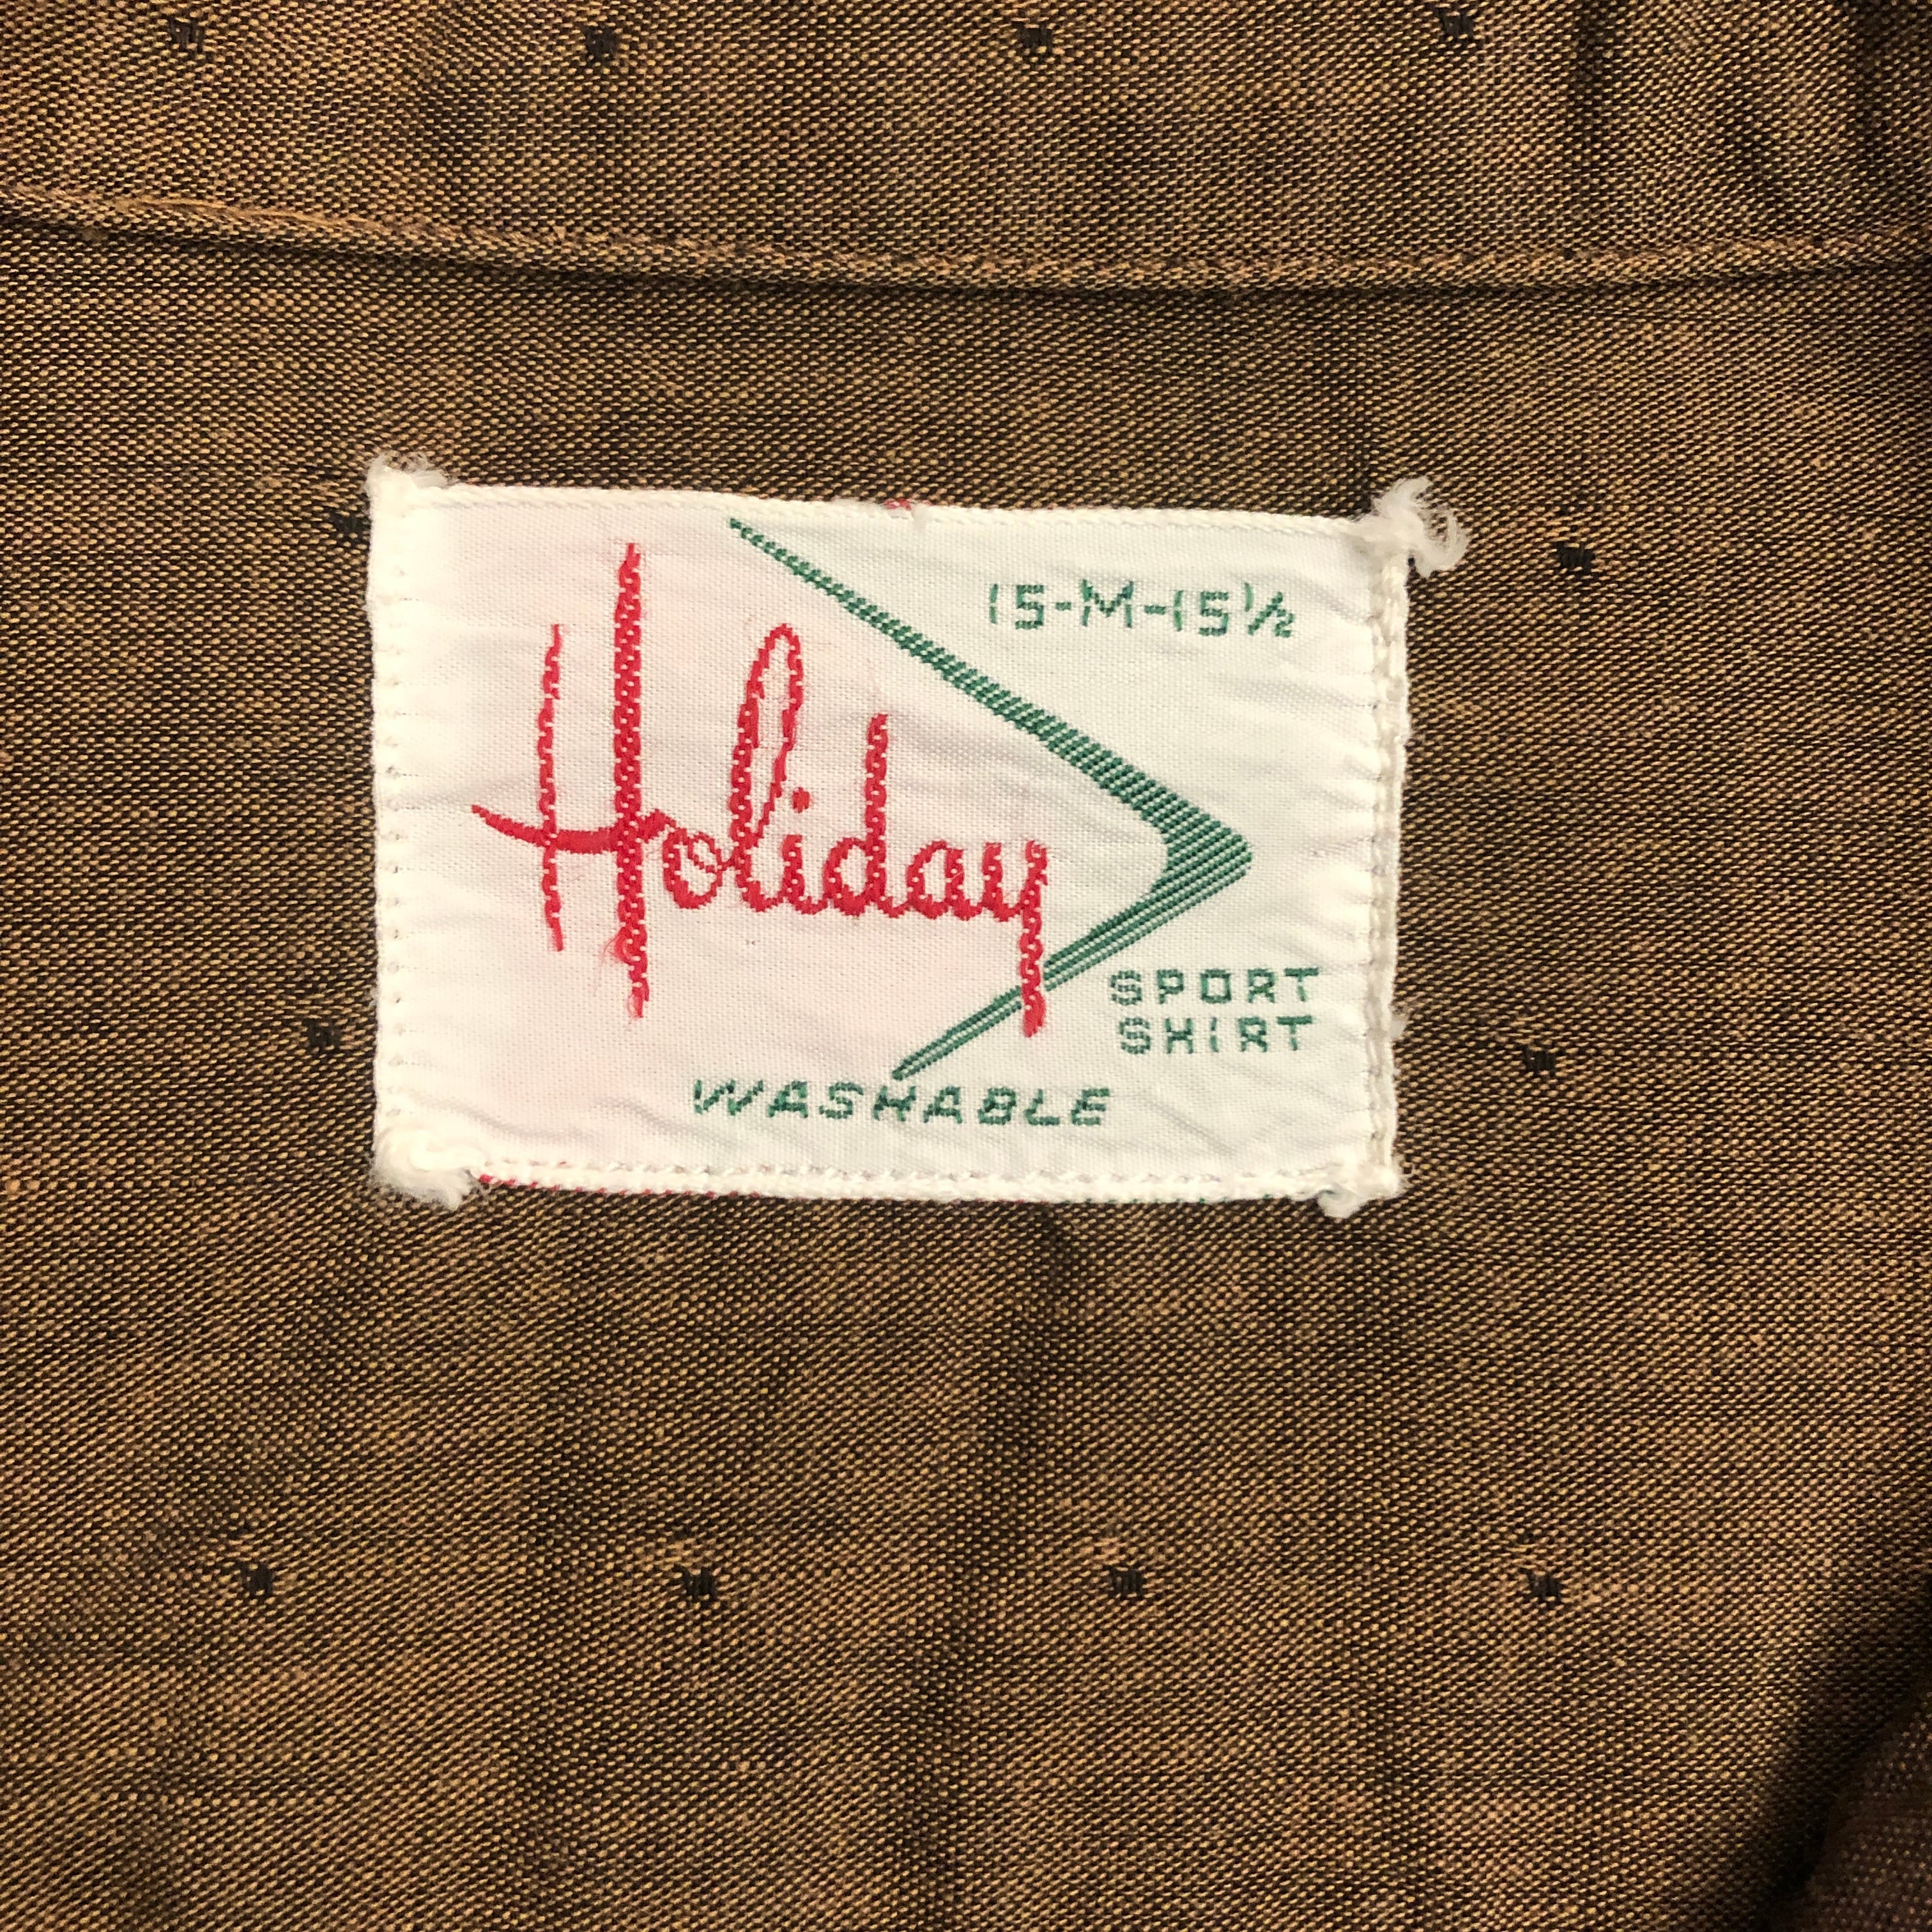 15-M-15½
Holiday
SPORT
SHIRT
WASHABLE